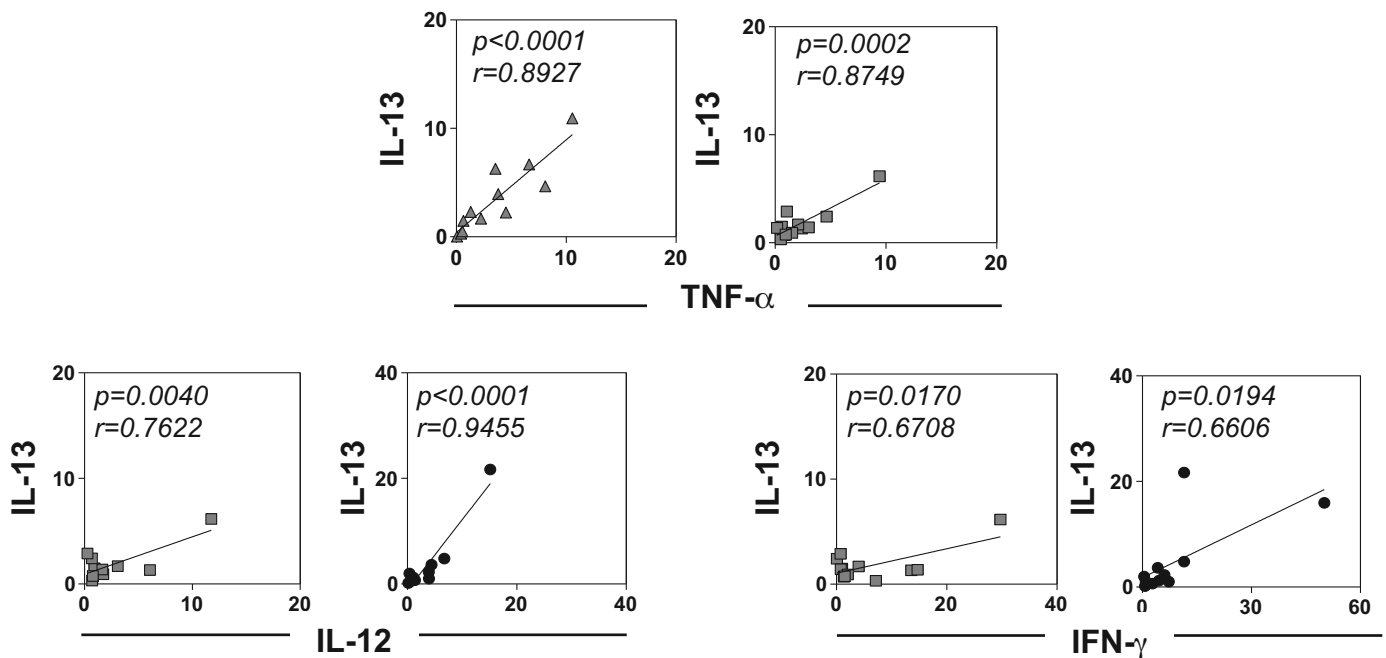 20
10
0
IL-13
p<0.0001
r=0.8927
0 10 20
20
10
0
IL-13
p=0.0002
r=0.8749
0 10 20
TNF-α
20
10
0
IL-13
p=0.0040
r=0.7622
0 10 20
40
20
0
IL-13
p<0.0001
r=0.9455
0 20 40
IL-12
20
10
0
IL-13
p=0.0170
r=0.6708
0 20 40
40
20
0
IL-13
p=0.0194
r=0.6606
0 30 60
IFN-γ